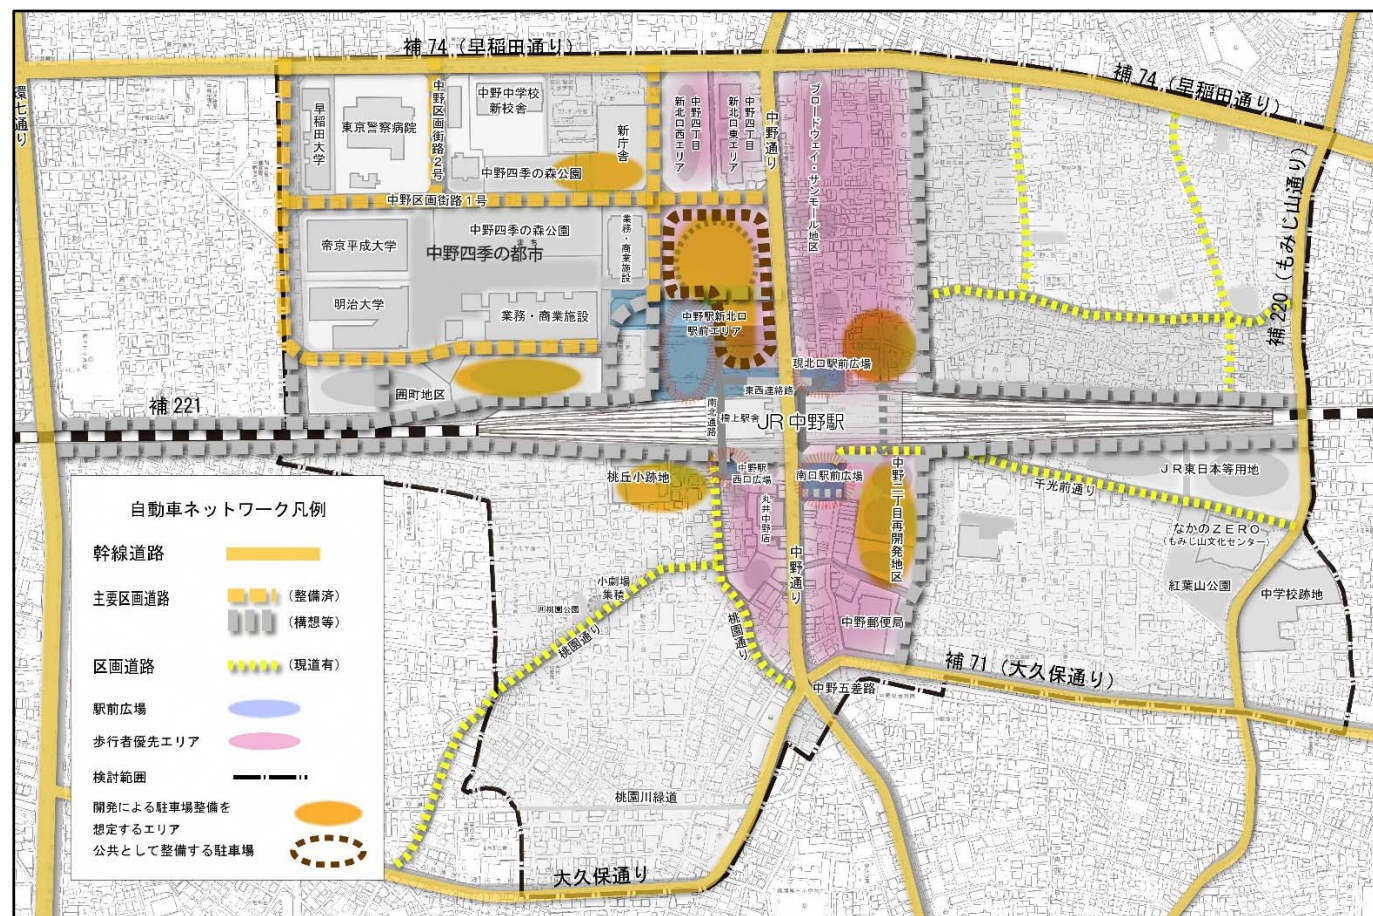 補 74（早稲田通り）
補 74（早稲田通り）
環七通り
早稲田大学
東京警察病院
中野区画街路２号
中野中学校
新校舎
新庁舎
中野四季の森公園
中野四丁目
新北口西エリア
中野四丁目
新北口東エリア
中野通り
ブロードウェイ・サンモール地区
中野区画街路１号
帝京平成大学
中野四季の森公園
中野四季の都市
まち
業務・商業施設
明治大学
業務・商業施設
中野駅新北口
駅前エリア
補 220（もみじ山通り）
現北口駅前広場
囲町地区
東西連絡路
補 221
南北通路
橋上駅舎
JR 中野駅
桃丘小跡地
中野駅
西口広場
南口駅前広場
中野二丁目再開発地区
丸井中野店
ＪＲ東日本等用地
千光前通り
なかのＺＥＲＯ
（もみじ山文化センター）
紅葉山公園
中学校跡地
小劇場
集積
桃園通り
桃園通り
中野通り
中野郵便局
補 71（大久保通り）
中野五差路
桃園川緑道
大久保通り
自動車ネットワーク凡例
幹線道路
主要区画道路
（整備済）
（構想等）
区画道路
（現道有）
駅前広場
歩行者優先エリア
検討範囲
開発による駐車場整備を
想定するエリア
公共として整備する駐車場